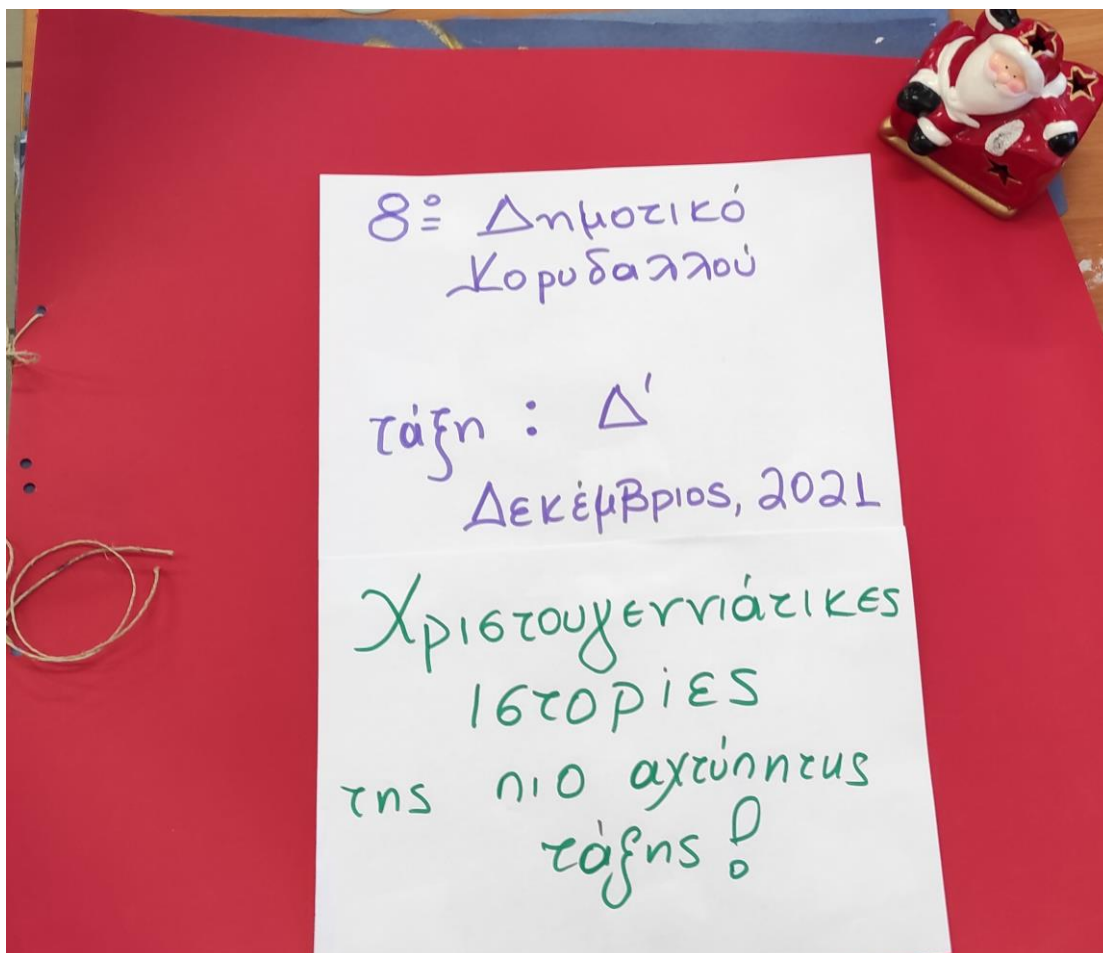 8ο Δημοτικό
Κορυδαλλού
τάξη : Δ'
Δεκέμβριος, 2021
Χριστουγεννιάτικες
ιστορίες
της πιο αχτύπητης
τάξης!